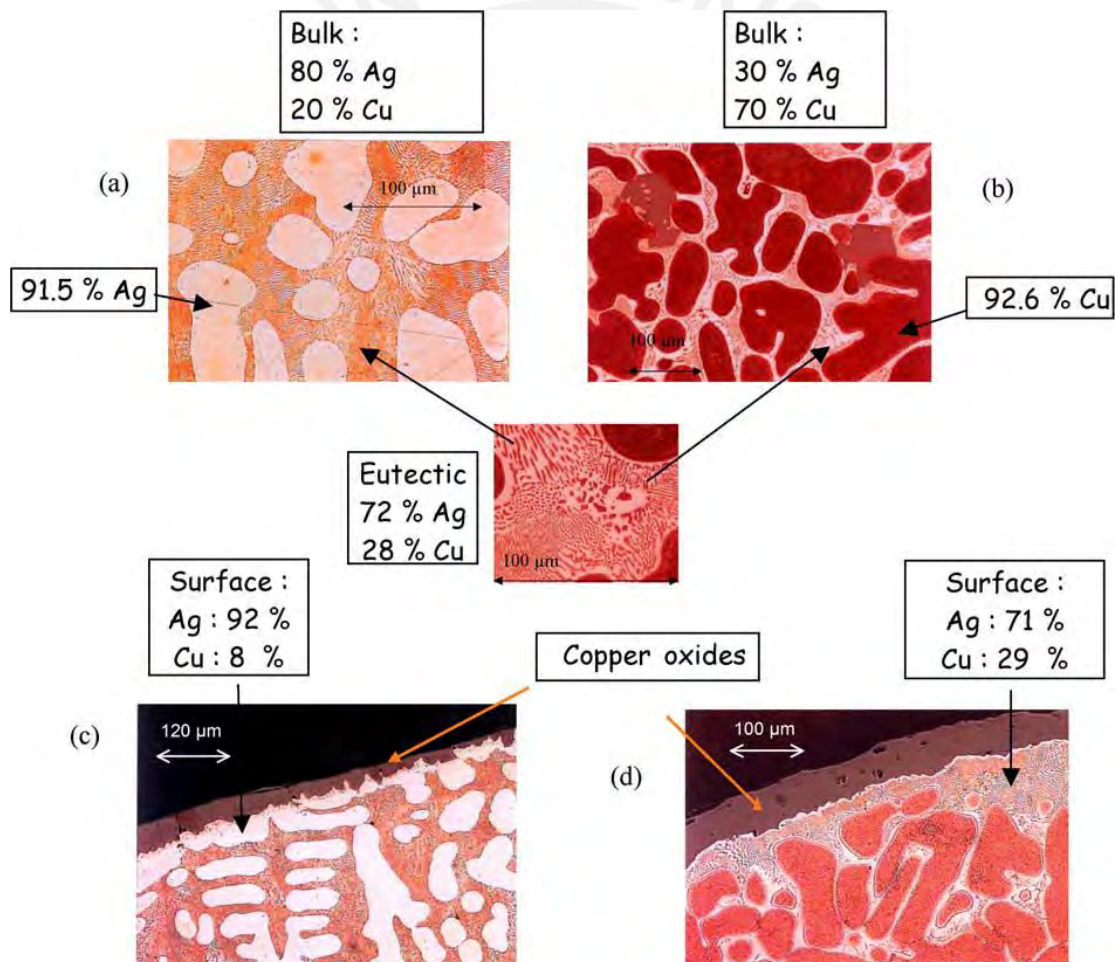 Bulk :
80 % Ag
20 % Cu
Bulk :
30 % Ag
70 % Cu
(a)
100 µm
(b)
91.5 % Ag
92.6 % Cu
100 µm
Eutectic
72 % Ag
28 % Cu
100 µm
Surface :
Ag : 92 %
Cu : 8 %
Surface :
Ag : 71 %
Cu : 29 %
Copper oxides
(c)
120 µm
100 µm
(d)